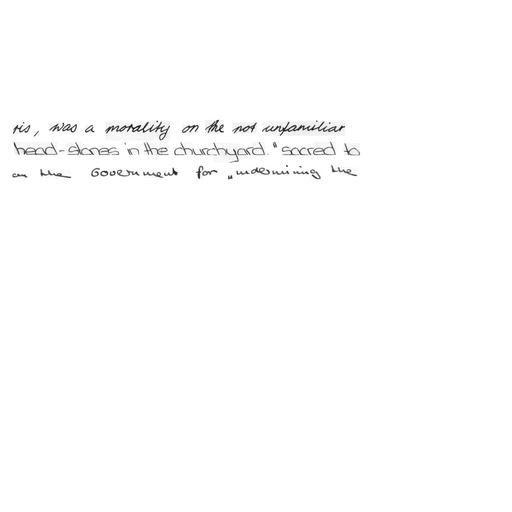 ris, was a morality on the not unfamiliar
head-stones in the churchyard. "sacred to
on the Government for "undermining the